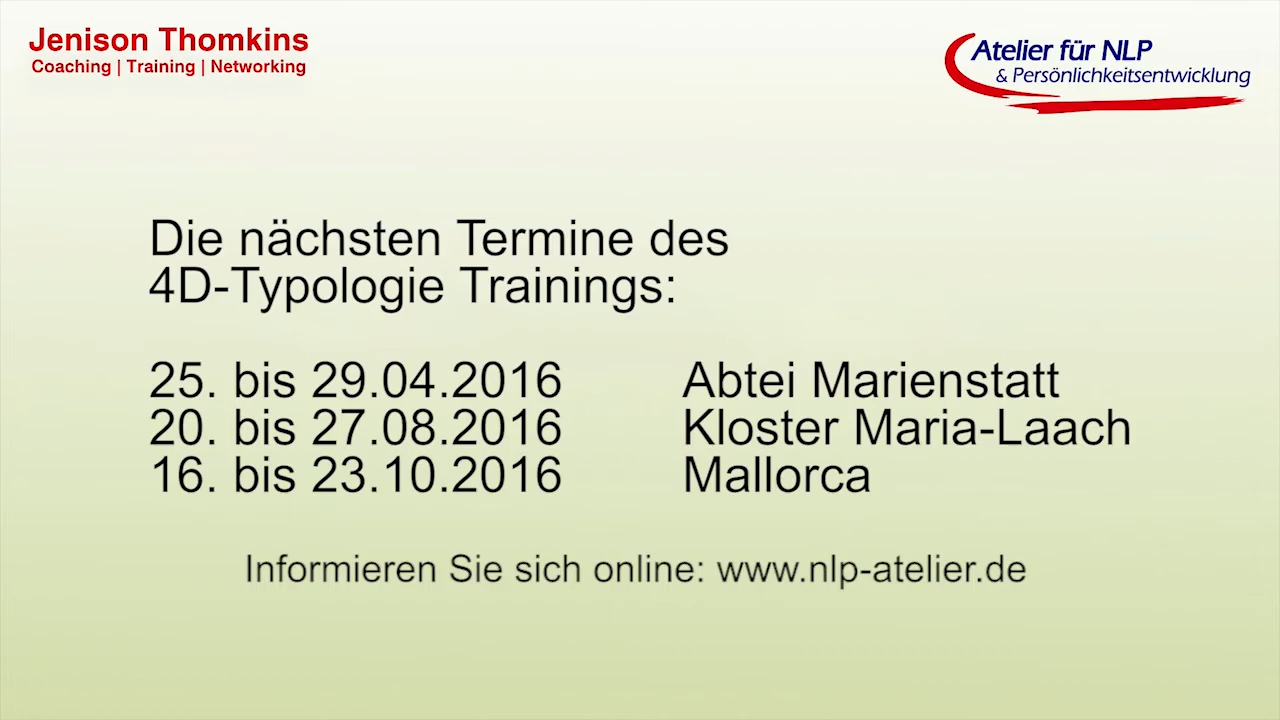 Jenison Thomkins
Coaching | Training | Networking
Atelier für NLP
& Persönlichkeitsentwicklung
Die nächsten Termine des
4D-Typologie Trainings:
25. bis 29.04.2016 Abtei Marienstatt
20. bis 27.08.2016 Kloster Maria-Laach
16. bis 23.10.2016 Mallorca
Informieren Sie sich online: www.nlp-atelier.de